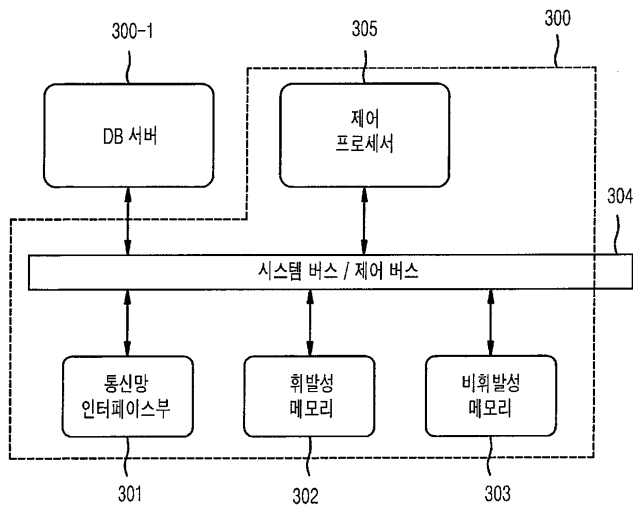 300-1
305
300
DB 서버
제어
프로세서
304
시스템 버스 / 제어 버스
통신망
인터페이스부
휘발성
메모리
비휘발성
메모리
301
302
303